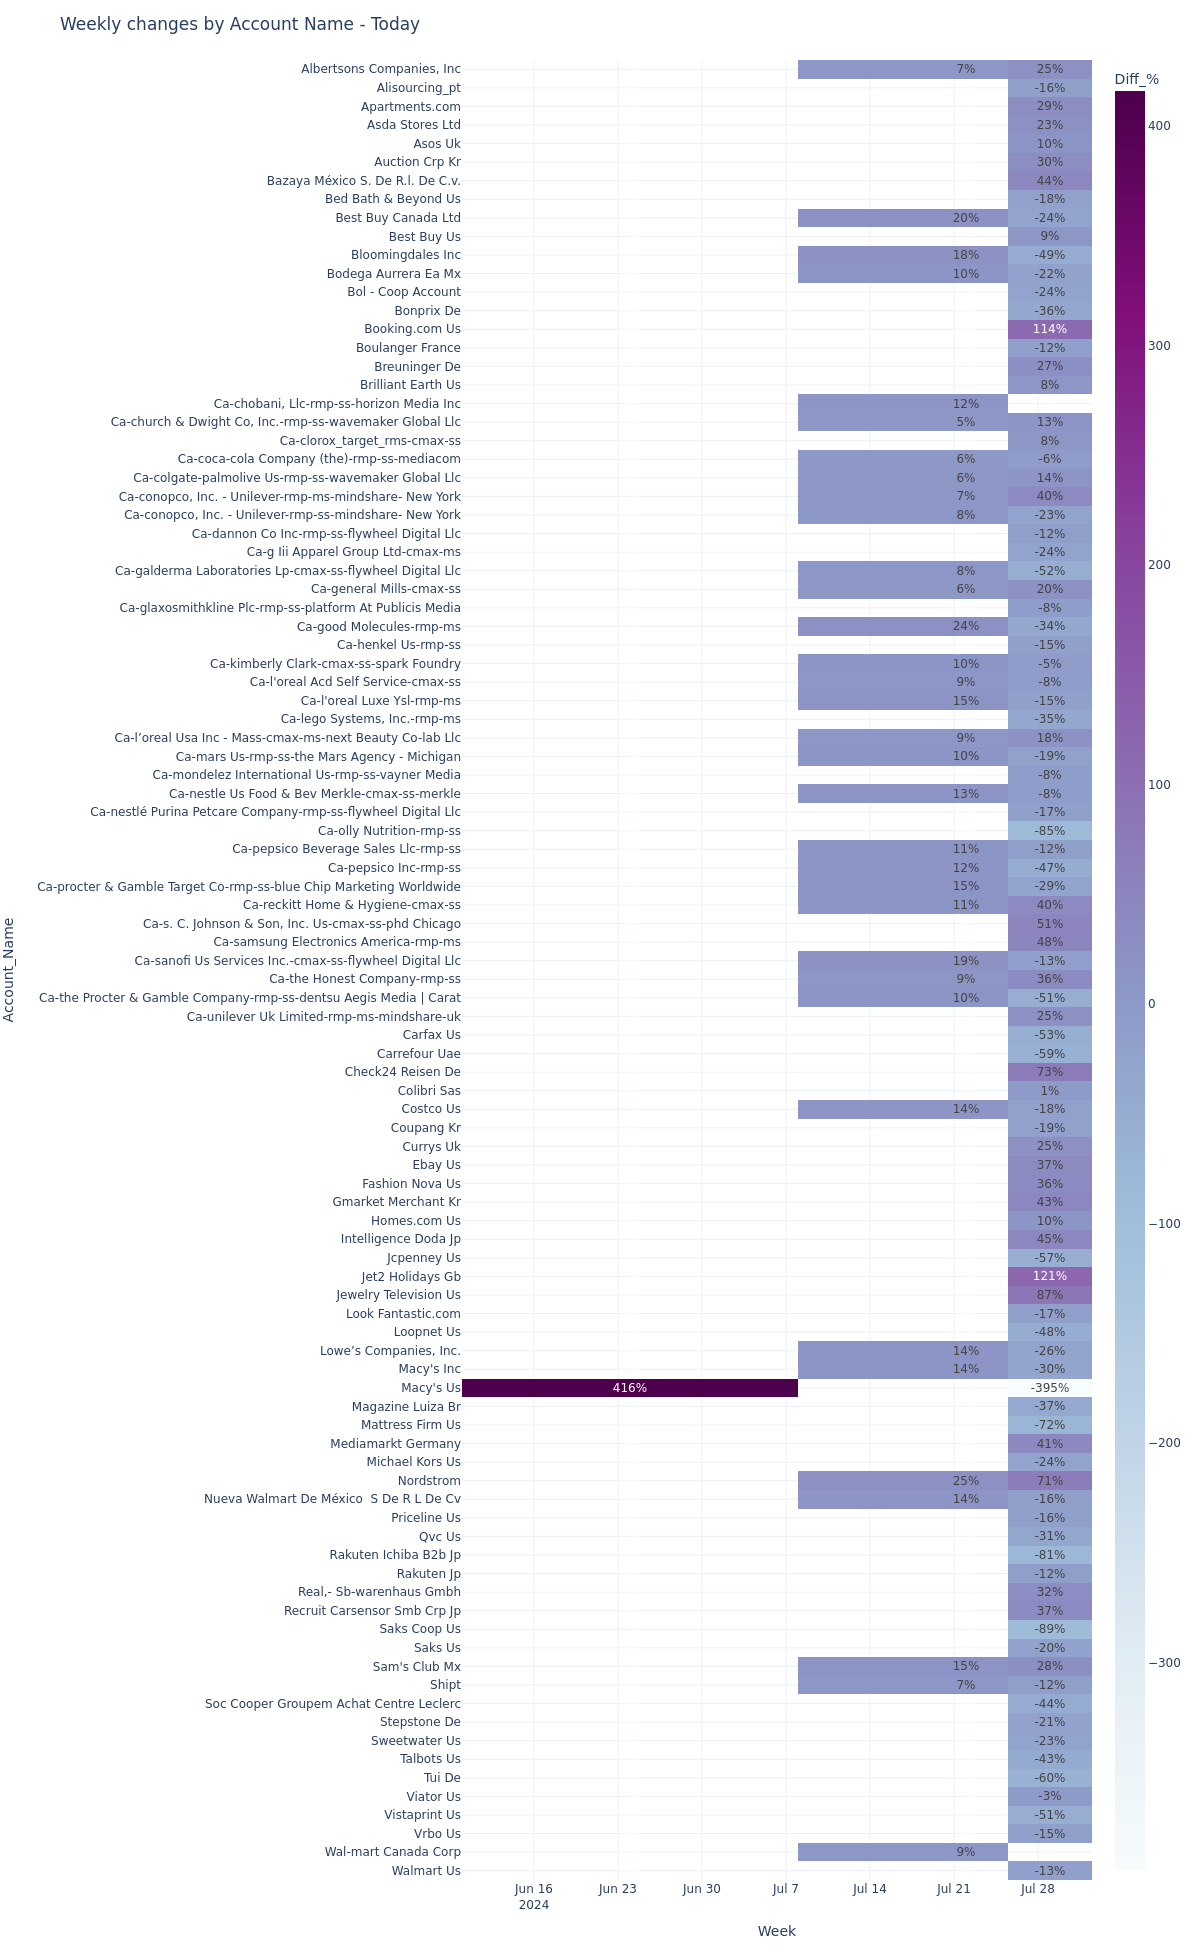 Weekly changes by Account Name - Today
Diff_%
Albertsons Companies, Inc 7% 25%
Alisourcing_pt -16%
Apartments.com 29%
Asda Stores Ltd 23%
Asos Uk 10%
Auction Crp Kr 30%
Bazaya México S. De R.l. De C.v. 44%
Bed Bath & Beyond Us -18%
Best Buy Canada Ltd 20% -24%
Best Buy Us 9%
Bloomingdales Inc 18% -49%
Bodega Aurrera Ea Mx 10% -22%
Bol - Coop Account -24%
Bonprix De -36%
Booking.com Us 114%
Boulanger France -12%
Breuninger De 27%
Brilliant Earth Us 8%
Ca-chobani, Llc-rmp-ss-horizon Media Inc 12%
Ca-church & Dwight Co, Inc.-rmp-ss-wavemaker Global Llc 5% 13%
Ca-clorox_target_rms-cmax-ss 8%
Ca-coca-cola Company (the)-rmp-ss-mediacom 6% -6%
Ca-colgate-palmolive Us-rmp-ss-wavemaker Global Llc 6% 14%
Ca-conopco, Inc. - Unilever-rmp-ms-mindshare- New York 7% 40%
Ca-conopco, Inc. - Unilever-rmp-ss-mindshare- New York 8% -23%
Ca-dannon Co Inc-rmp-ss-flywheel Digital Llc -12%
Ca-g Iii Apparel Group Ltd-cmax-ms -24%
Ca-galderma Laboratories Lp-cmax-ss-flywheel Digital Llc 8% -52%
Ca-general Mills-cmax-ss 6% 20%
Ca-glaxosmithkline Plc-rmp-ss-platform At Publicis Media -8%
Ca-good Molecules-rmp-ms 24% -34%
Ca-henkel Us-rmp-ss -15%
Ca-kimberly Clark-cmax-ss-spark Foundry 10% -5%
Ca-l'oreal Acd Self Service-cmax-ss 9% -8%
Ca-l'oreal Luxe Ysl-rmp-ms 15% -15%
Ca-lego Systems, Inc.-rmp-ms -35%
Ca-l’oreal Usa Inc - Mass-cmax-ms-next Beauty Co-lab Llc 9% 18%
Ca-mars Us-rmp-ss-the Mars Agency - Michigan 10% -19%
Ca-mondelez International Us-rmp-ss-vayner Media -8%
Ca-nestle Us Food & Bev Merkle-cmax-ss-merkle 13% -8%
Ca-nestlé Purina Petcare Company-rmp-ss-flywheel Digital Llc -17%
Ca-olly Nutrition-rmp-ss -85%
Ca-pepsico Beverage Sales Llc-rmp-ss 11% -12%
Ca-pepsico Inc-rmp-ss 12% -47%
Ca-procter & Gamble Target Co-rmp-ss-blue Chip Marketing Worldwide 15% -29%
Ca-reckitt Home & Hygiene-cmax-ss 11% 40%
Ca-s. C. Johnson & Son, Inc. Us-cmax-ss-phd Chicago 51%
Ca-samsung Electronics America-rmp-ms 48%
Ca-sanofi Us Services Inc.-cmax-ss-flywheel Digital Llc 19% -13%
Ca-the Honest Company-rmp-ss 9% 36%
Ca-the Procter & Gamble Company-rmp-ss-dentsu Aegis Media | Carat 10% -51%
Ca-unilever Uk Limited-rmp-ms-mindshare-uk 25%
Carfax Us -53%
Carrefour Uae -59%
Check24 Reisen De 73%
Colibri Sas 1%
Costco Us 14% -18%
Coupang Kr -19%
Currys Uk 25%
Ebay Us 37%
Fashion Nova Us 36%
Gmarket Merchant Kr 43%
Homes.com Us 10%
Intelligence Doda Jp 45%
Jcpenney Us -57%
Jet2 Holidays Gb 121%
Jewelry Television Us 87%
Look Fantastic.com -17%
Loopnet Us -48%
Lowe’s Companies, Inc. 14% -26%
Macy's Inc 14% -30%
Macy's Us 416% -395%
Magazine Luiza Br -37%
Mattress Firm Us -72%
Mediamarkt Germany 41%
Michael Kors Us -24%
Nordstrom 25% 71%
Nueva Walmart De México  S De R L De Cv 14% -16%
Priceline Us -16%
Qvc Us -31%
Rakuten Ichiba B2b Jp -81%
Rakuten Jp -12%
Real,- Sb-warenhaus Gmbh 32%
Recruit Carsensor Smb Crp Jp 37%
Saks Coop Us -89%
Saks Us -20%
Sam's Club Mx 15% 28%
Shipt 7% -12%
Soc Cooper Groupem Achat Centre Leclerc -44%
Stepstone De -21%
Sweetwater Us -23%
Talbots Us -43%
Tui De -60%
Viator Us -3%
Vistaprint Us -51%
Vrbo Us -15%
Wal-mart Canada Corp 9%
Walmart Us -13%
Account_Name
Jun 16 Jun 23 Jun 30 Jul 7 Jul 14 Jul 21 Jul 28
2024
Week
400
300
200
100
0
−100
−200
−300